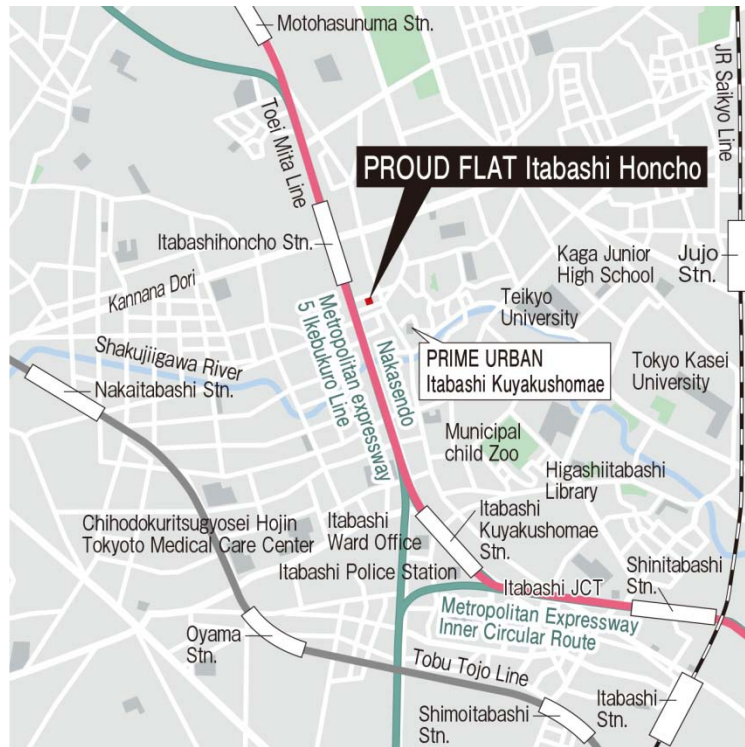 Motohasunuma Stn.
JR Saikyo Line
Toei Mita Line
PROUD FLAT Itabashi Honcho
Itabashihoncho Stn.
Kaga Junior
High School
Jujo
Stn.
Kannana Dori
Teikyo
University
Metropolitan expressway
5 Ikebukuro Line
Nakasendo
Shakujiigawa River
PRIME URBAN
Itabashi Kuyakushomae
Tokyo Kasei
University
Nakaitabashi Stn.
Municipal
child Zoo
Higashiitabashi
Library
Itabashi
Kuyakushomae
Stn.
Chihodokuritsugyosei Hojin
Tokyoto Medical Care Center
Itabashi
Ward Office
Itabashi Police Station
Itabashi JCT
Shinitabashi
Stn.
Metropolitan Expressway
Inner Circular Route
Oyama
Stn.
Tobu Tojo Line
Shimoitabashi
Stn.
Itabashi
Stn.